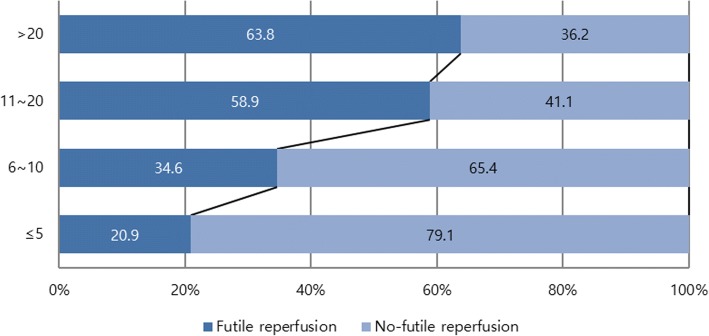 >20 63.8 36.2
11~20 58.9 41.1
6~10 34.6 65.4
≤5 20.9 79.1
0% 20% 40% 60% 80% 100%
Futile reperfusion No-futile reperfusion